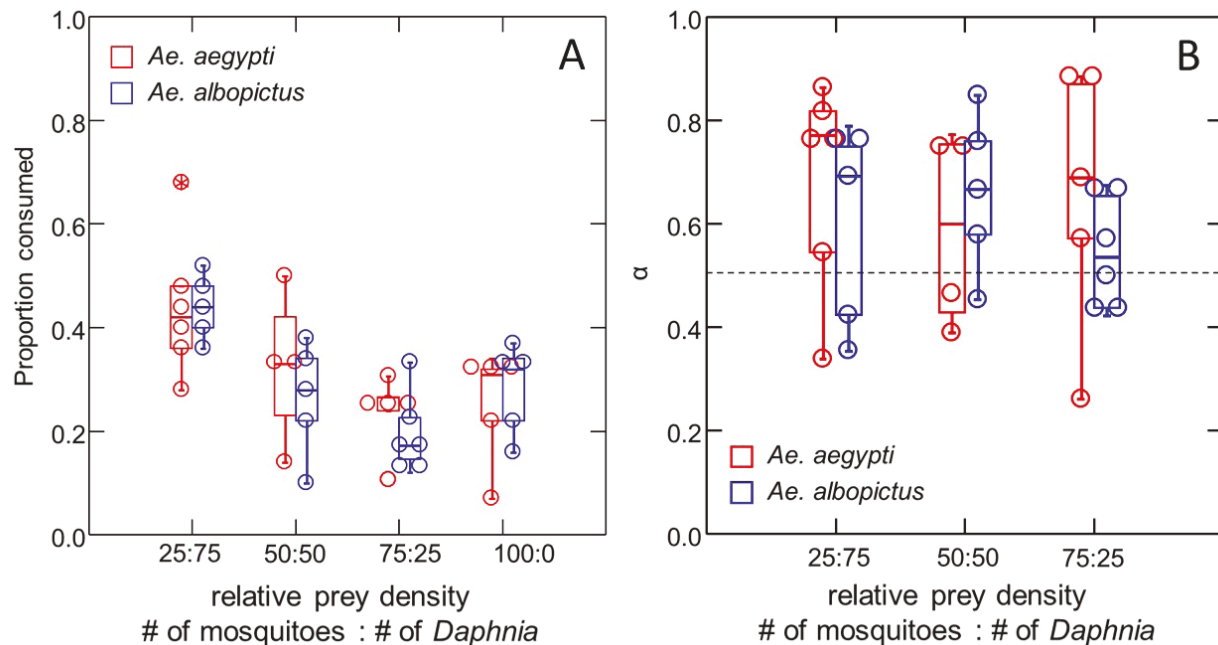 A
Ae. aegypti
Ae. albopictus
1.0
0.8
0.6
0.4
0.2
0.0
Proportion consumed
25:75 50:50 75:25 100:0
relative prey density
# of mosquitoes : # of Daphnia
B
1.0
0.8
0.6
0.4
0.2
0.0
α
Ae. aegypti
Ae. albopictus
25:75 50:50 75:25
relative prey density
# of mosquitoes : # of Daphnia